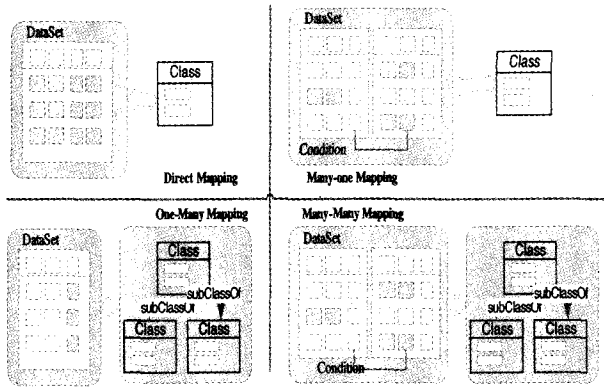 DataSet
Class
Direct Mapping
DataSet
Class
Condition
Many-one Mapping
One-Many Mapping
DataSet
Class
subClassOf
subClassOf
Class
Class
Many-Many Mapping
DataSet
Condition
Class
subClassOf
subClassOf
Class
Class